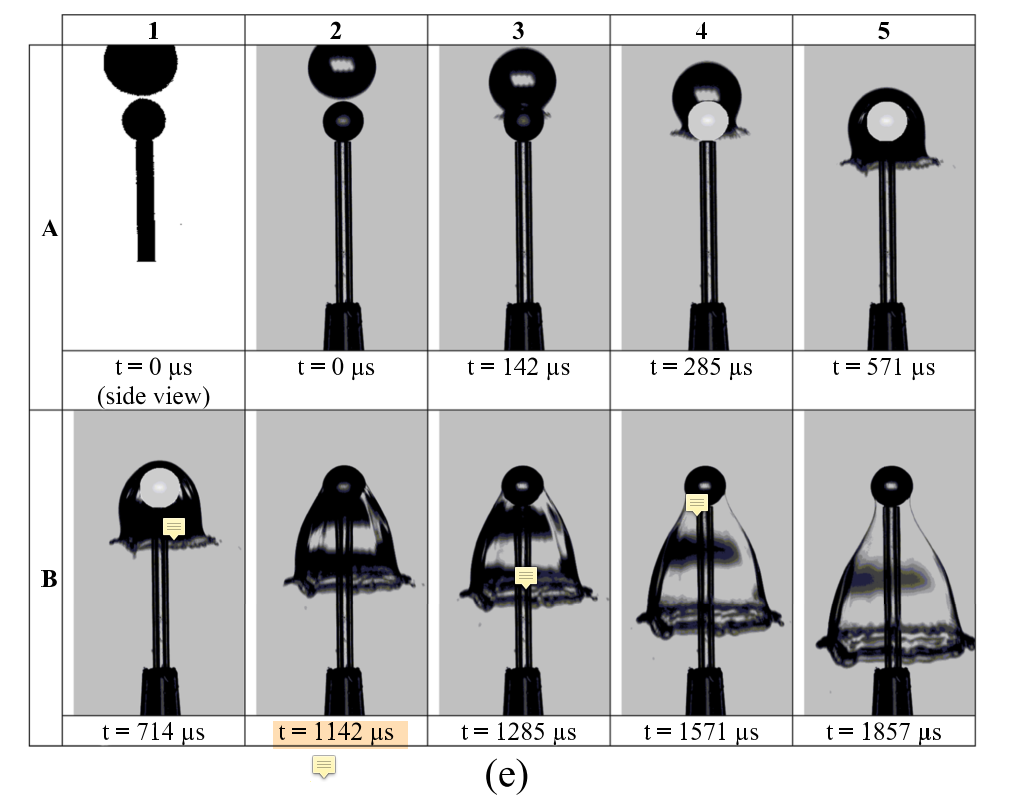 1 2 3 4 5
A
t = 0 µs t = 0 µs t = 142 µs t = 285 µs t = 571 µs
(side view)
B
t = 714 µs t = 1142 µs t = 1285 µs t = 1571 µs t = 1857 µs
(e)